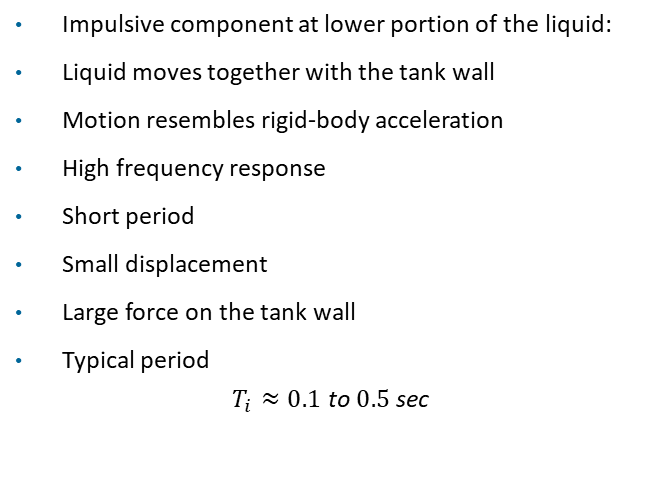 • Impulsive component at lower portion of the liquid:
• Liquid moves together with the tank wall
• Motion resembles rigid-body acceleration
• High frequency response
• Short period
• Small displacement
• Large force on the tank wall
• Typical period
Tᵢ ≈ 0.1 to 0.5 sec